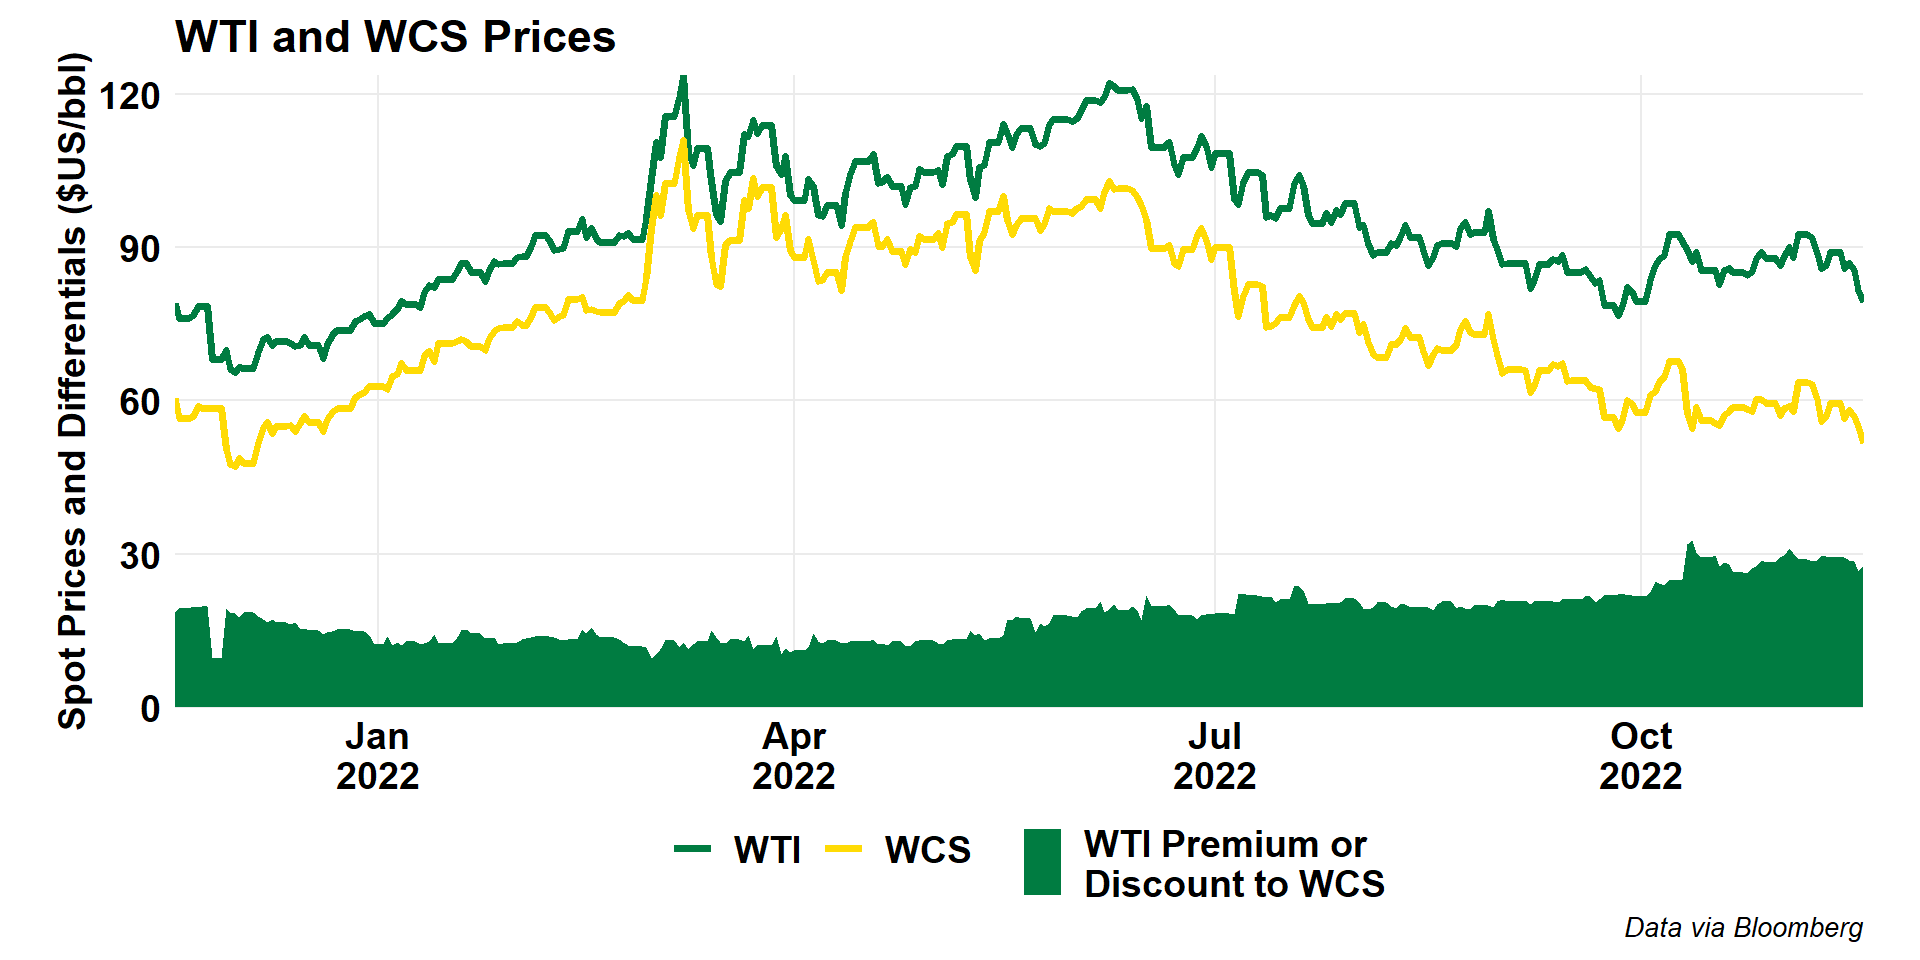 WTI and WCS Prices
Spot Prices and Differentials ($US/bbl)
120
90
60
30
0
Jan
2022
Apr
2022
Jul
2022
Oct
2022
WTI
WCS
WTI Premium or
Discount to WCS
Data via Bloomberg